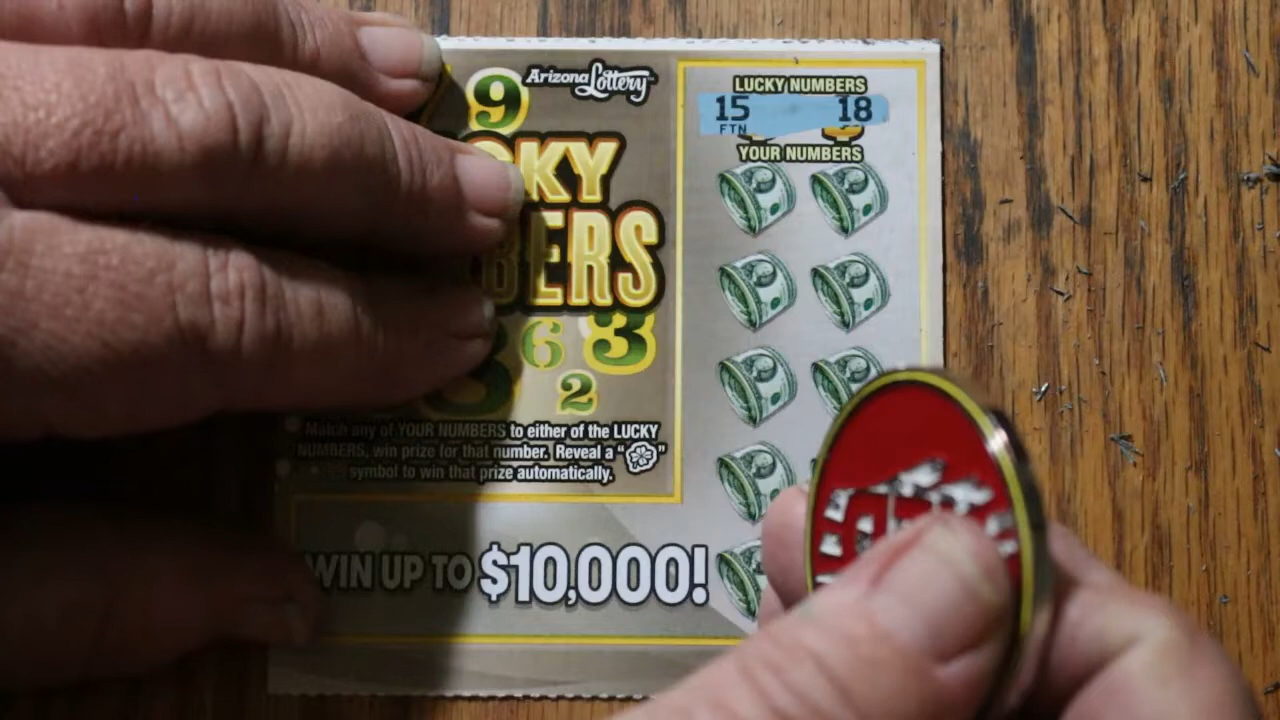 9
Arizona Lottery™
KY
BERS
6 3
2
Match any of YOUR NUMBERS to either of the LUCKY
NUMBERS, win prize for that number. Reveal a " "
symbol to win that prize automatically.
WIN UP TO $10,000!
LUCKY NUMBERS
15 18
FTN
YOUR NUMBERS